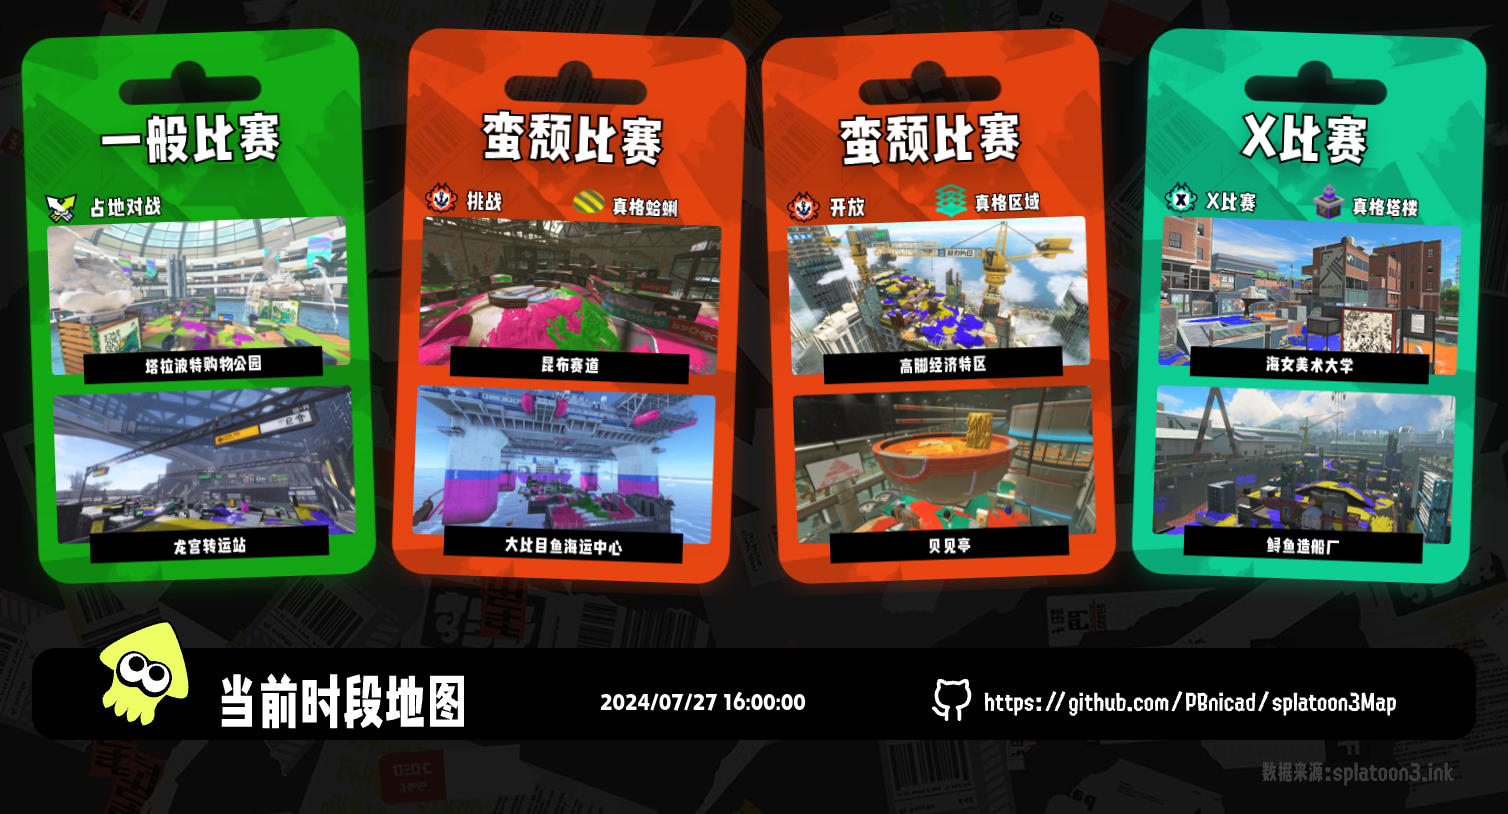 一般比赛
占地对战
塔拉波特购物公园
龙宫转运站
蛮颓比赛
挑战
真格蛤蜊
昆布赛道
大比目鱼海运中心
蛮颓比赛
开放
真格区域
高脚经济特区
贝贝亭
X比赛
X比赛
真格塔楼
海女美术大学
鲟鱼造船厂
当前时段地图
2024/07/27 16:00:00
https://github.com/PBnicad/splatoon3Map
数据来源:splatoon3.ink